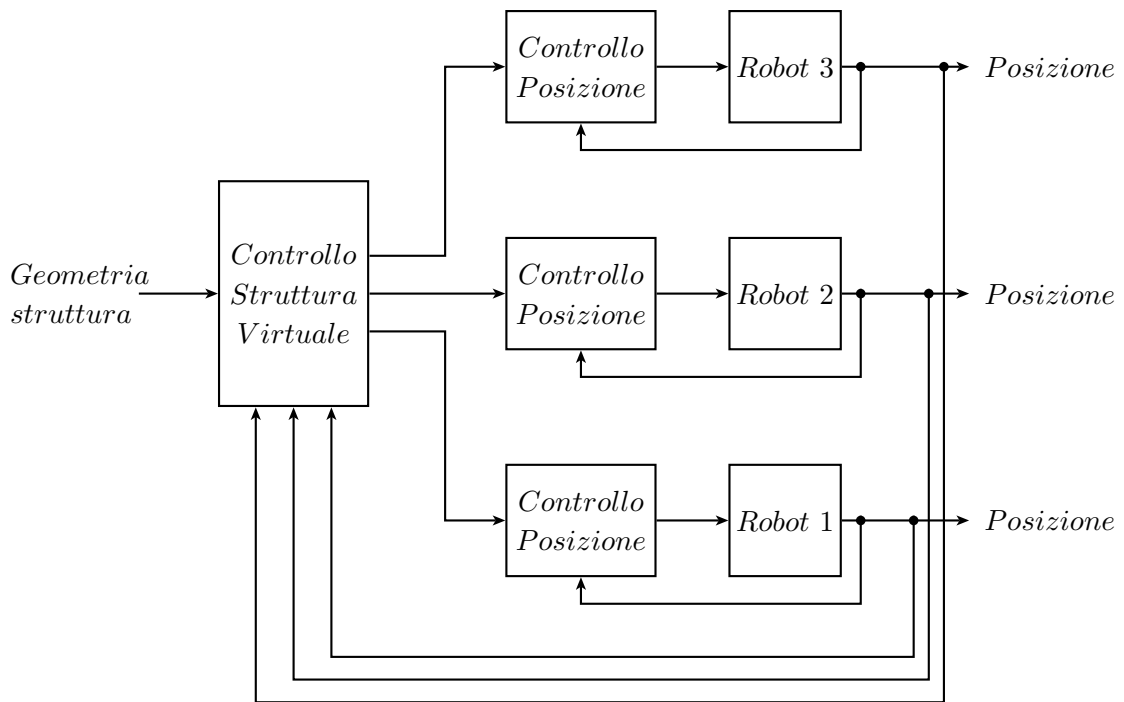 Controllo
Posizione
Robot 3
Posizione
Geometria
struttura
Controllo
Struttura
Virtuale
Controllo
Posizione
Robot 2
Posizione
Controllo
Posizione
Robot 1
Posizione